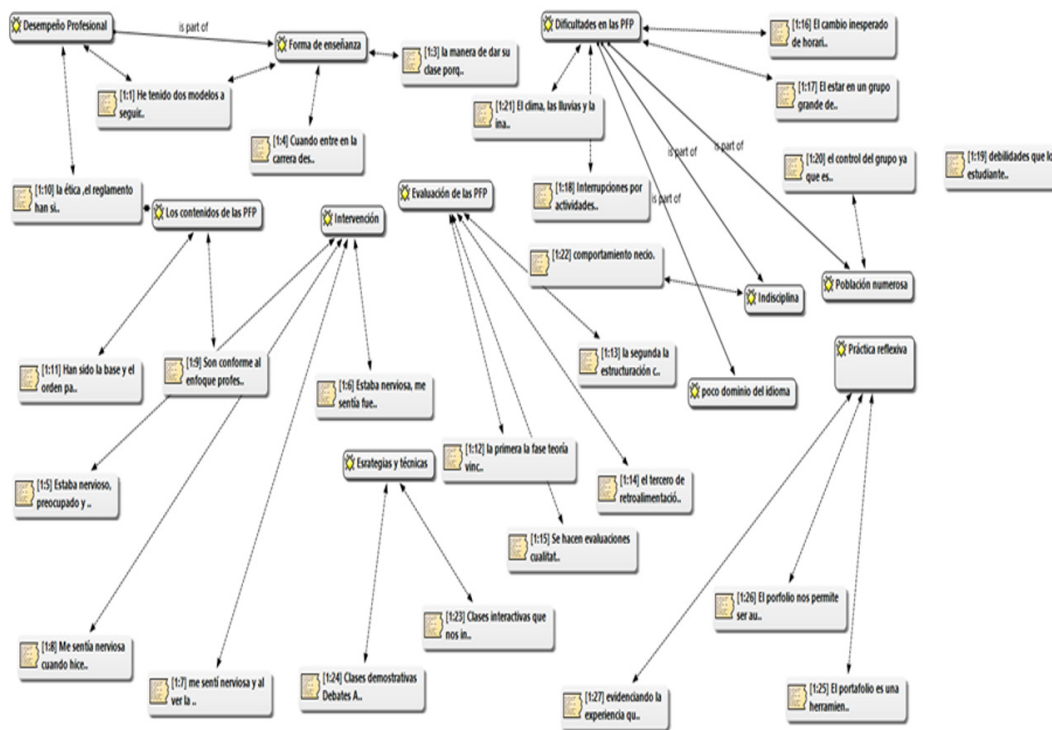 Desempeño Profesional
is part of
Forma de enseñanza
[1:3] la manera de dar su
clase porq..
[1:1] He tenido dos modelos a
seguir..
[1:4] Cuando entre en la
carrera des..
[1:10] la ética ,el reglamento
han si..
Los contenidos de las PFP
Intervención
Evaluación de las PFP
Dificultades en las PFP
[1:16] El cambio inesperado
de horari..
[1:17] El estar en un grupo
grande de..
[1:21] El clima, las lluvias y la
ina..
is part of
is part of
[1:20] el control del grupo ya
que es..
[1:19] debilidades que lo
estudiante..
[1:18] Interrupciones por
actividades..
is part of
[1:22] comportamiento necio.
Indisciplina
Población numerosa
[1:11] Han sido la base y el
orden pa..
[1:9] Son conforme al
enfoque profes..
[1:6] Estaba nerviosa, me
sentía fue..
[1:13] la segunda la
estructuración c..
poco dominio del idioma
Práctica reflexiva
[1:5] Estaba nervioso,
preocupado y ..
Esrategias y técnicas
[1:12] la primera la fase teoría
vinc..
[1:14] el tercero de
retroalimentació..
[1:15] Se hacen evaluaciones
cualitat..
[1:8] Me sentía nerviosa
cuando hice..
[1:7] me sentí nerviosa y al
ver la ..
[1:24] Clases demostrativas
Debates A..
[1:23] Clases interactivas que
nos in..
[1:26] El porfolio nos permite
ser au..
[1:27] evidenciando la
experiencia qu..
[1:25] El portafolio es una
herramien..